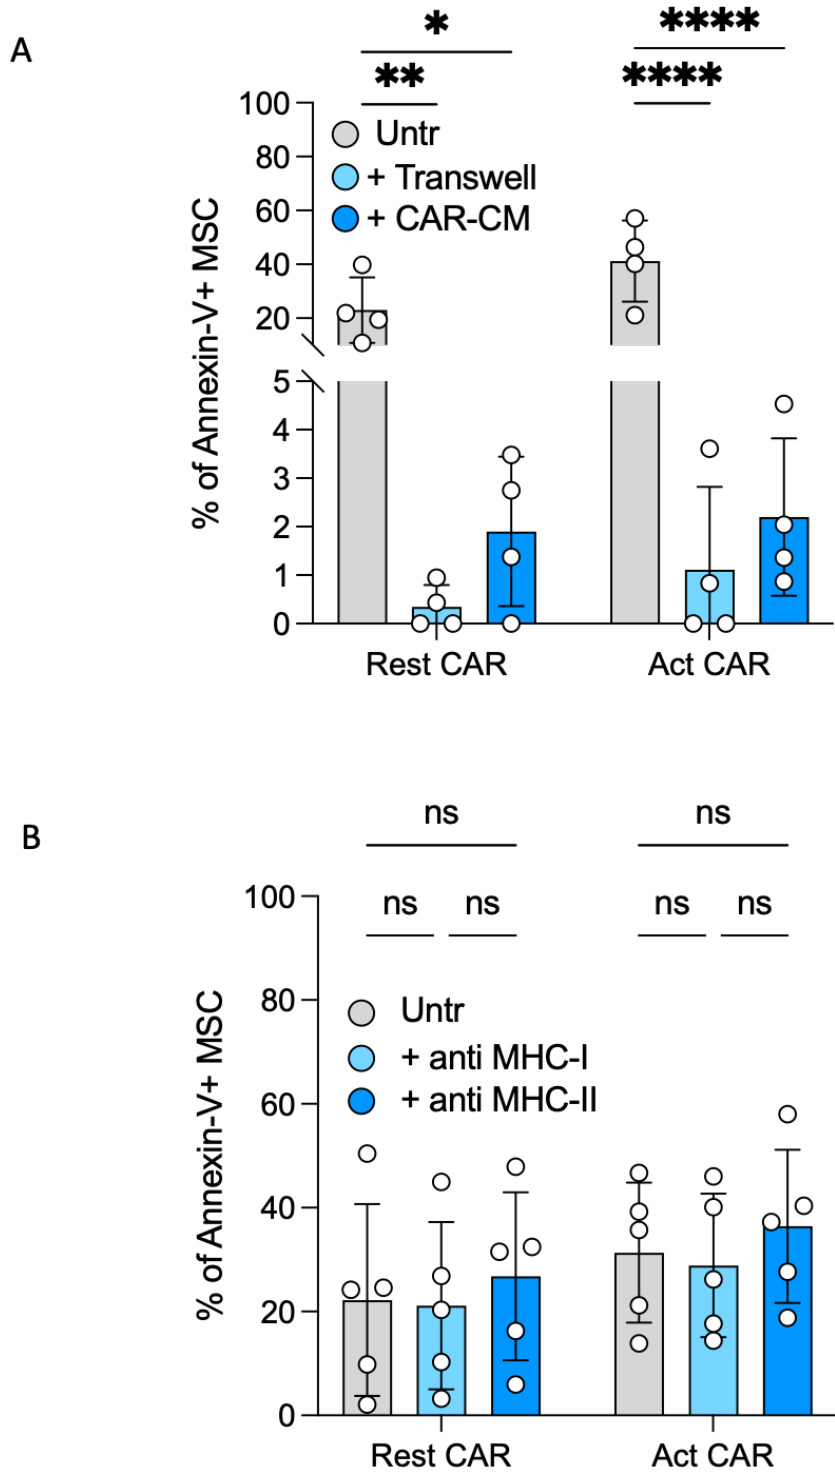 A
*
****
**
****
100
80
60
40
20
5
4
3
2
1
0
% of Annexin-V+ MSC
Untr
+ Transwell
+ CAR-CM
Rest CAR
Act CAR
B
ns
ns
ns
ns
ns
ns
100
80
60
40
20
0
% of Annexin-V+ MSC
Untr
+ anti MHC-I
+ anti MHC-II
Rest CAR
Act CAR